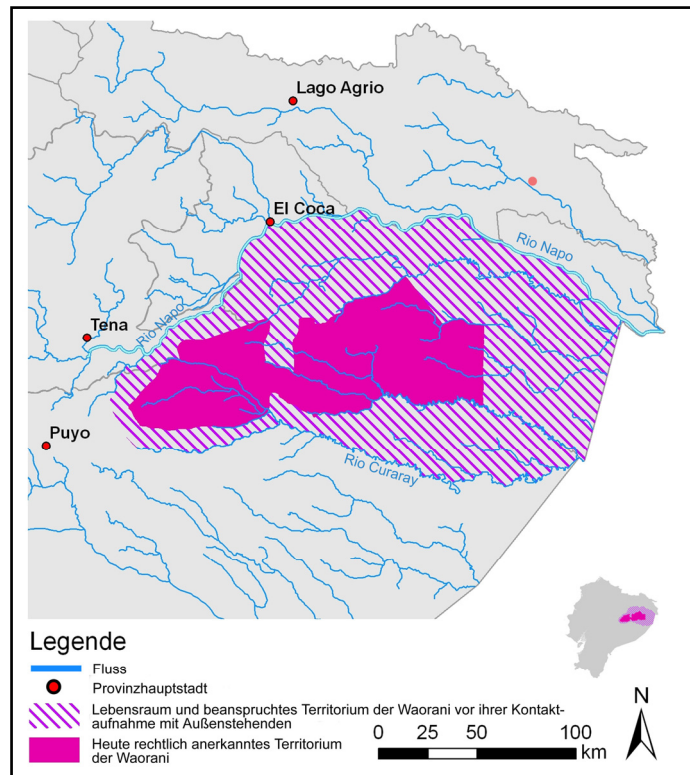 Lago Agrio
El Coca
Rio Napo
Tena
Rio Napo
Puyo
Rio Curaray
Legende
Fluss
Provinzhauptstadt
Lebensraum und beanspruchtes Territorium der Waorani vor ihrer Kontakt-
aufnahme mit Außenstehenden
Heute rechtlich anerkanntes Territorium
der Waorani
N
0 25 50 100
km